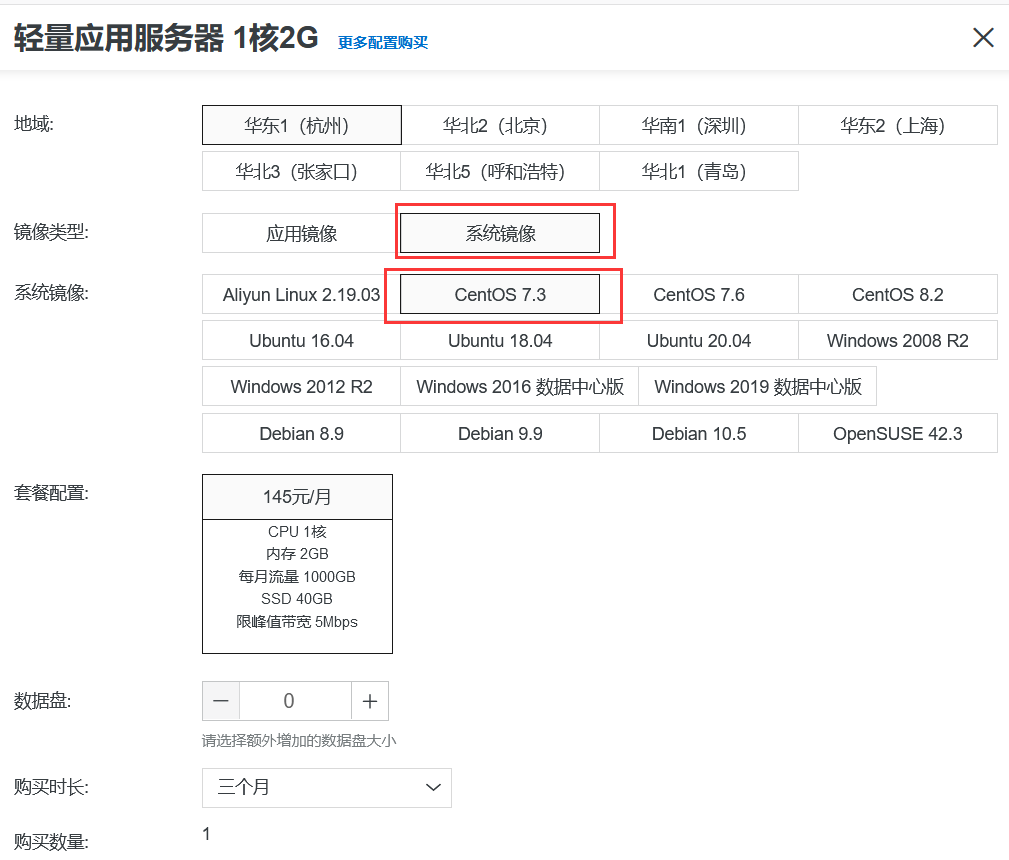 轻量应用服务器 1核2G 更多配置购买
地域: 华东1（杭州） 华北2（北京） 华南1（深圳） 华东2（上海）
华北3（张家口） 华北5（呼和浩特） 华北1（青岛）
镜像类型: 应用镜像 系统镜像
系统镜像: Aliyun Linux 2.19.03 CentOS 7.3 CentOS 7.6 CentOS 8.2
Ubuntu 16.04 Ubuntu 18.04 Ubuntu 20.04 Windows 2008 R2
Windows 2012 R2 Windows 2016 数据中心版 Windows 2019 数据中心版
Debian 8.9 Debian 9.9 Debian 10.5 OpenSUSE 42.3
套餐配置: 145元/月
CPU 1核
内存 2GB
每月流量 1000GB
SSD 40GB
限峰值带宽 5Mbps
数据盘: 0
请选择额外增加的数据盘大小
购买时长: 三个月
购买数量: 1